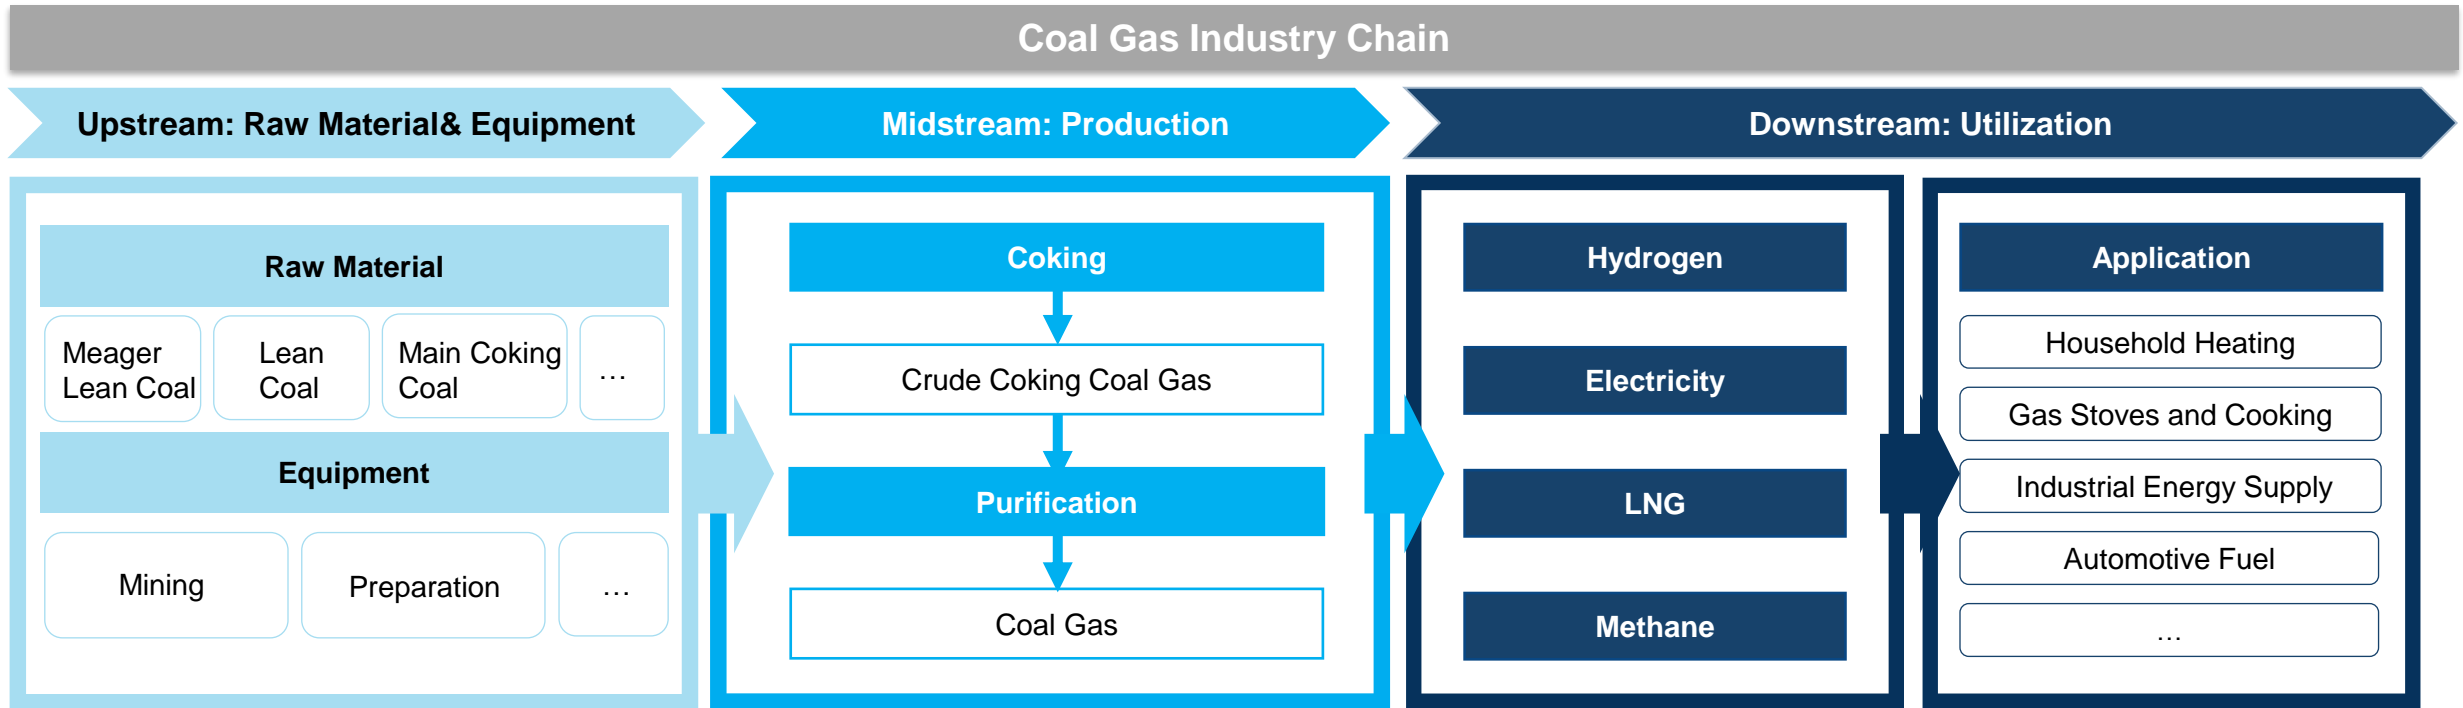 Coal Gas Industry Chain
Upstream: Raw Material& Equipment
Midstream: Production
Downstream: Utilization
Raw Material
Meager
Lean Coal
Lean
Coal
Main Coking
Coal
…
Equipment
Mining
Preparation
…
Coking
Crude Coking Coal Gas
Purification
Coal Gas
Hydrogen
Electricity
LNG
Methane
Application
Household Heating
Gas Stoves and Cooking
Industrial Energy Supply
Automotive Fuel
…